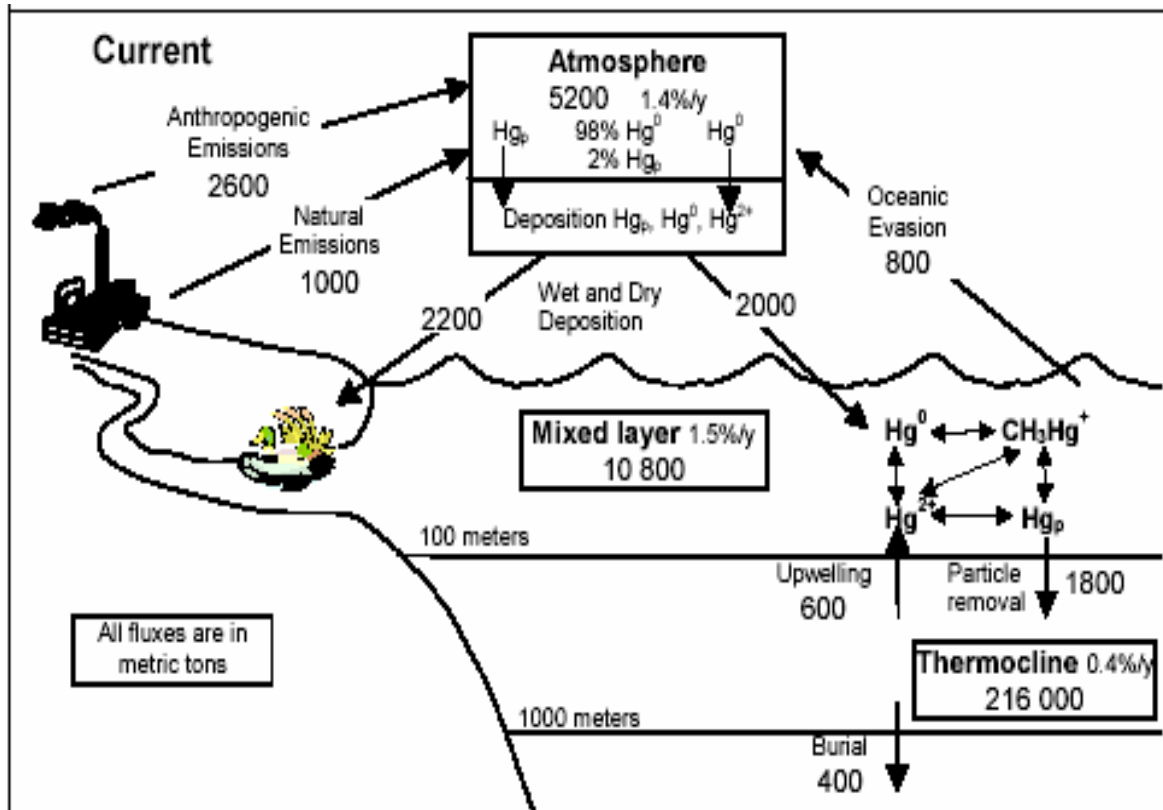 Current
Atmosphere
5200 1.4%/y
Hgₚ 98% Hg⁰ Hg⁰
2% Hgₚ
Deposition Hgₚ, Hg⁰, Hg²⁺
Anthropogenic
Emissions
2600
Natural
Emissions
1000
Oceanic
Evasion
800
2200
Wet and Dry
Deposition
2000
Mixed layer 1.5%/y
10 800
Hg⁰ CH₃Hg⁺
Hg²⁺ Hgₚ
100 meters
Upwelling
600
Particle
removal
1800
All fluxes are in
metric tons
Thermocline 0.4%/y
216 000
1000 meters
Burial
400